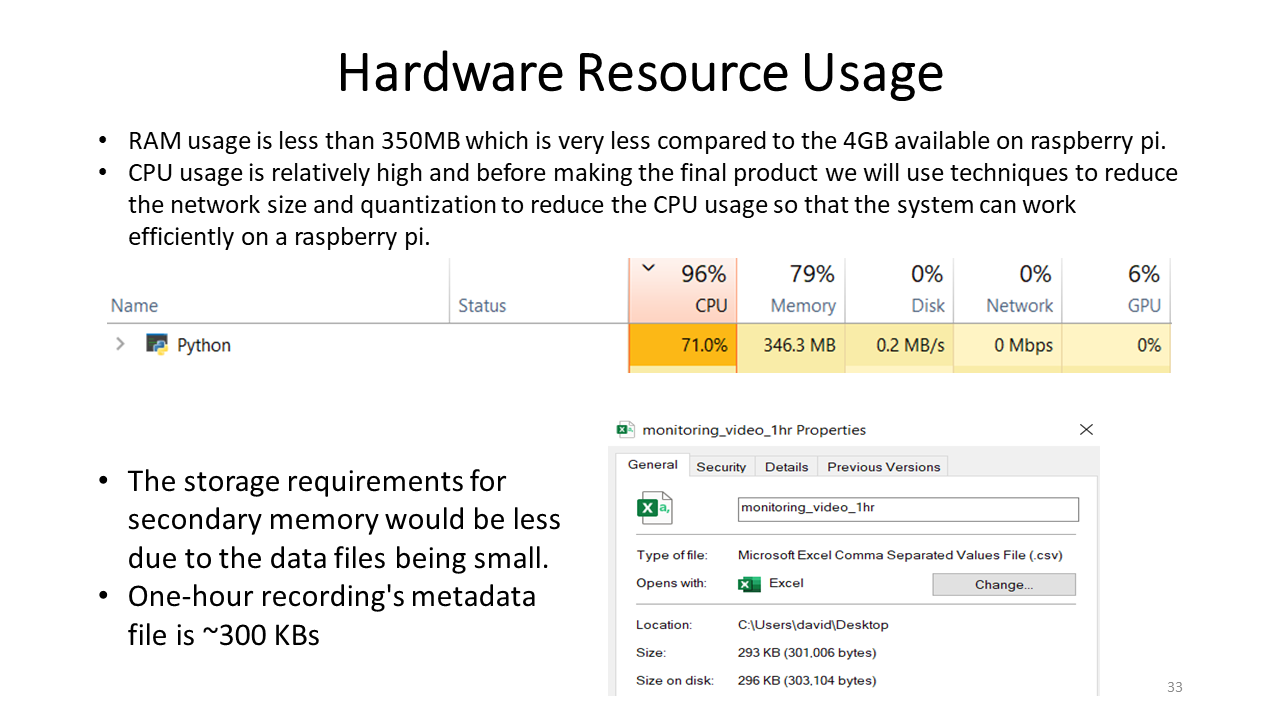 Hardware Resource Usage
• RAM usage is less than 350MB which is very less compared to the 4GB available on raspberry pi.
• CPU usage is relatively high and before making the final product we will use techniques to reduce
the network size and quantization to reduce the CPU usage so that the system can work
efficiently on a raspberry pi.
96% 79% 0% 0% 6%
Name Status CPU Memory Disk Network GPU
Python 71.0% 346.3 MB 0.2 MB/s 0 Mbps 0%
• The storage requirements for
secondary memory would be less
due to the data files being small.
• One-hour recording's metadata
file is ~300 KBs
monitoring_video_1hr Properties
General Security Details Previous Versions
monitoring_video_1hr
Type of file: Microsoft Excel Comma Separated Values File (.csv)
Opens with: Excel Change...
Location: C:\Users\david\Desktop
Size: 293 KB (301,006 bytes)
Size on disk: 296 KB (303,104 bytes)
33